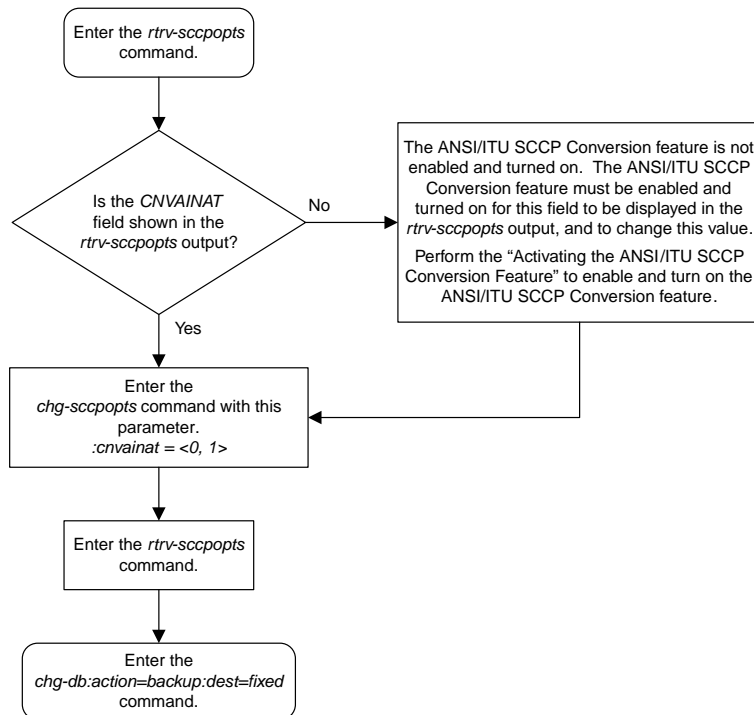 Enter the rtrv-sccpopts
command.
Is the CNVAINAT
field shown in the
rtrv-sccpopts output?
No
The ANSI/ITU SCCP Conversion feature is not
enabled and turned on. The ANSI/ITU SCCP
Conversion feature must be enabled and
turned on for this field to be displayed in the
rtrv-sccpopts output, and to change this value.
Perform the “Activating the ANSI/ITU SCCP
Conversion Feature” to enable and turn on the
ANSI/ITU SCCP Conversion feature.
Yes
Enter the
chg-sccpopts command with this
parameter.
:cnvainat = <0, 1>
Enter the rtrv-sccpopts
command.
Enter the
chg-db:action=backup:dest=fixed
command.